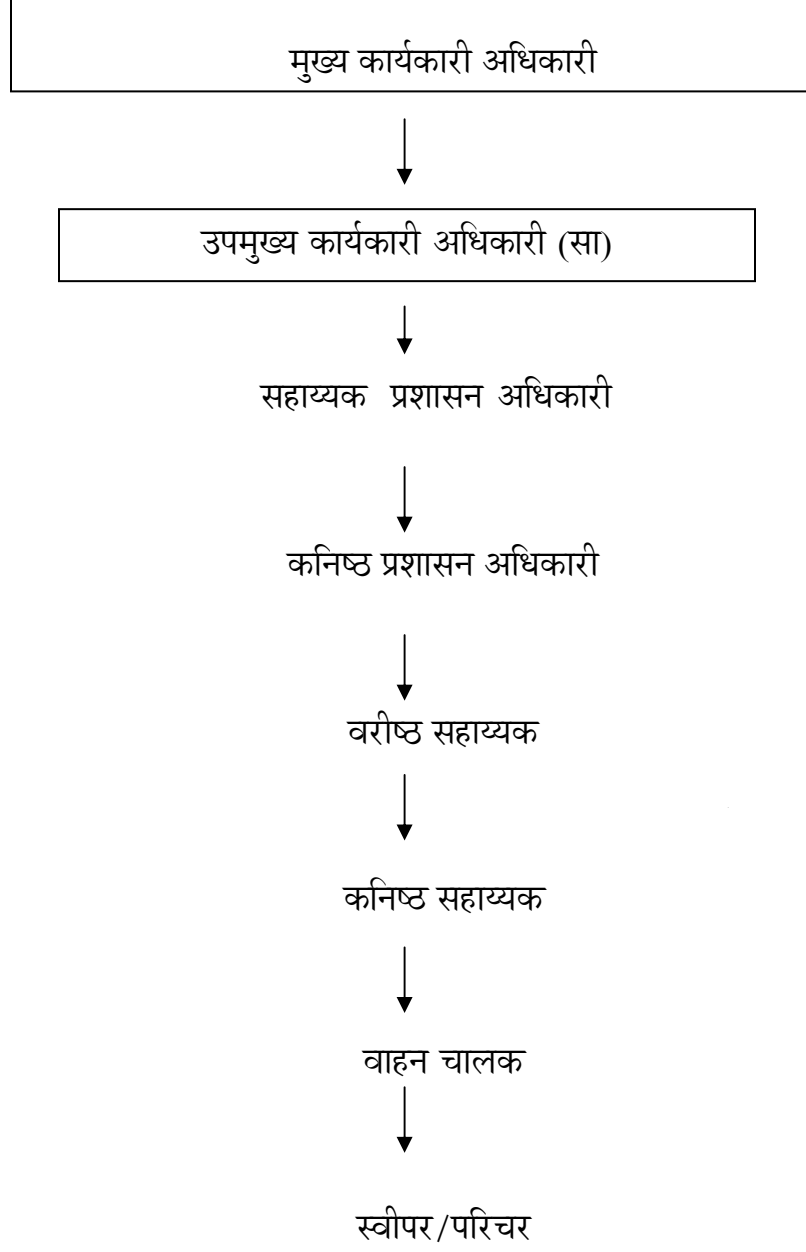 मुख्य कार्यकारी अधिकारी
उपमुख्य कार्यकारी अधिकारी (सा)
सहाय्यक प्रशासन अधिकारी
कनिष्ठ प्रशासन अधिकारी
वरीष्ठ सहाय्यक
कनिष्ठ सहाय्यक
वाहन चालक
स्वीपर/परिचर